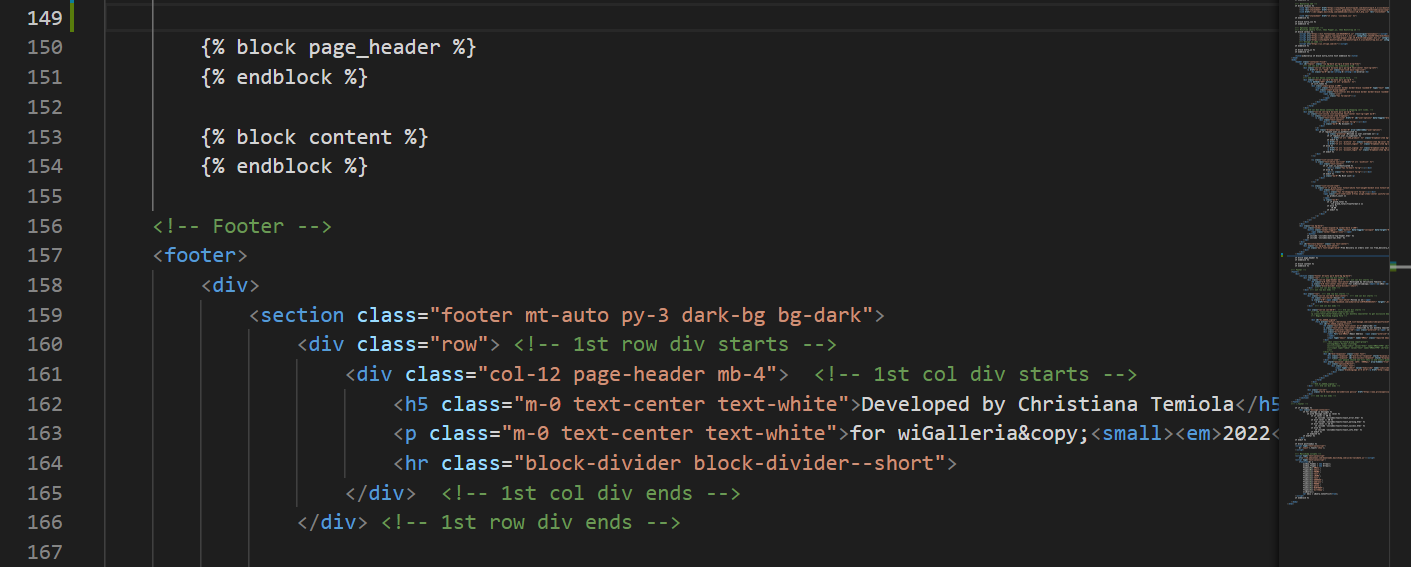 149
150 {% block page_header %}
151 {% endblock %}
152
153 {% block content %}
154 {% endblock %}
155
156 <!-- Footer -->
157 <footer>
158 <div>
159 <section class="footer mt-auto py-3 dark-bg bg-dark">
160 <div class="row"> <!-- 1st row div starts -->
161 <div class="col-12 page-header mb-4"> <!-- 1st col div starts -->
162 <h5 class="m-0 text-center text-white">Developed by Christiana Temiola</h5
163 <p class="m-0 text-center text-white">for wiGalleria&copy;<small><em>2022<
164 <hr class="block-divider block-divider--short">
165 </div> <!-- 1st col div ends -->
166 </div> <!-- 1st row div ends -->
167